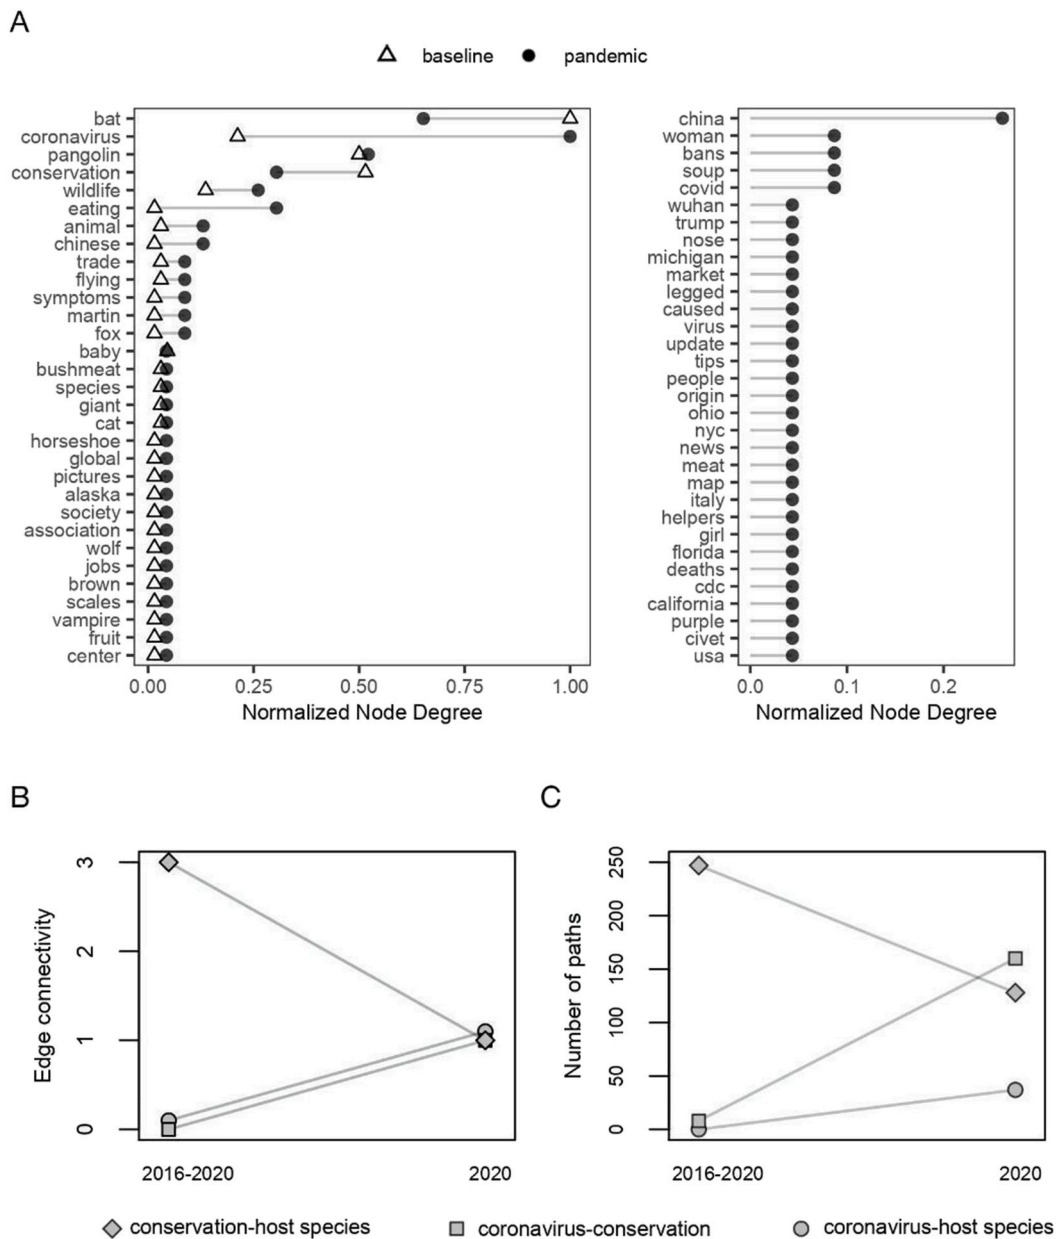 A
baseline pandemic
bat
coronavirus
pangolin
conservation
wildlife
eating
animal
chinese
trade
flying
symptoms
martin
fox
baby
bushmeat
species
giant
cat
horseshoe
global
pictures
alaska
society
association
wolf
jobs
brown
scales
vampire
fruit
center
0.00 0.25 0.50 0.75 1.00
Normalized Node Degree
china
woman
bans
soup
covid
wuhan
trump
nose
michigan
market
legged
caused
virus
update
tips
people
origin
ohio
nyc
news
meat
map
italy
helpers
girl
florida
deaths
cdc
california
purple
civet
usa
0.0 0.1 0.2
Normalized Node Degree
B
Edge connectivity
3
2
1
0
2016-2020 2020
C
Number of paths
250
200
150
100
50
0
2016-2020 2020
conservation-host species coronavirus-conservation coronavirus-host species